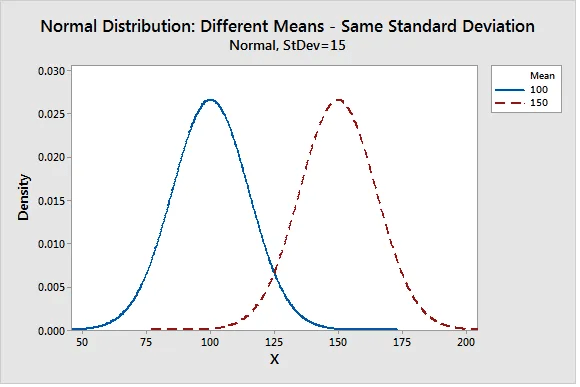 Normal Distribution: Different Means - Same Standard Deviation
Normal, StDev=15
Mean
100
150
Density
0.030
0.025
0.020
0.015
0.010
0.005
0.000
50 75 100 125 150 175 200
X